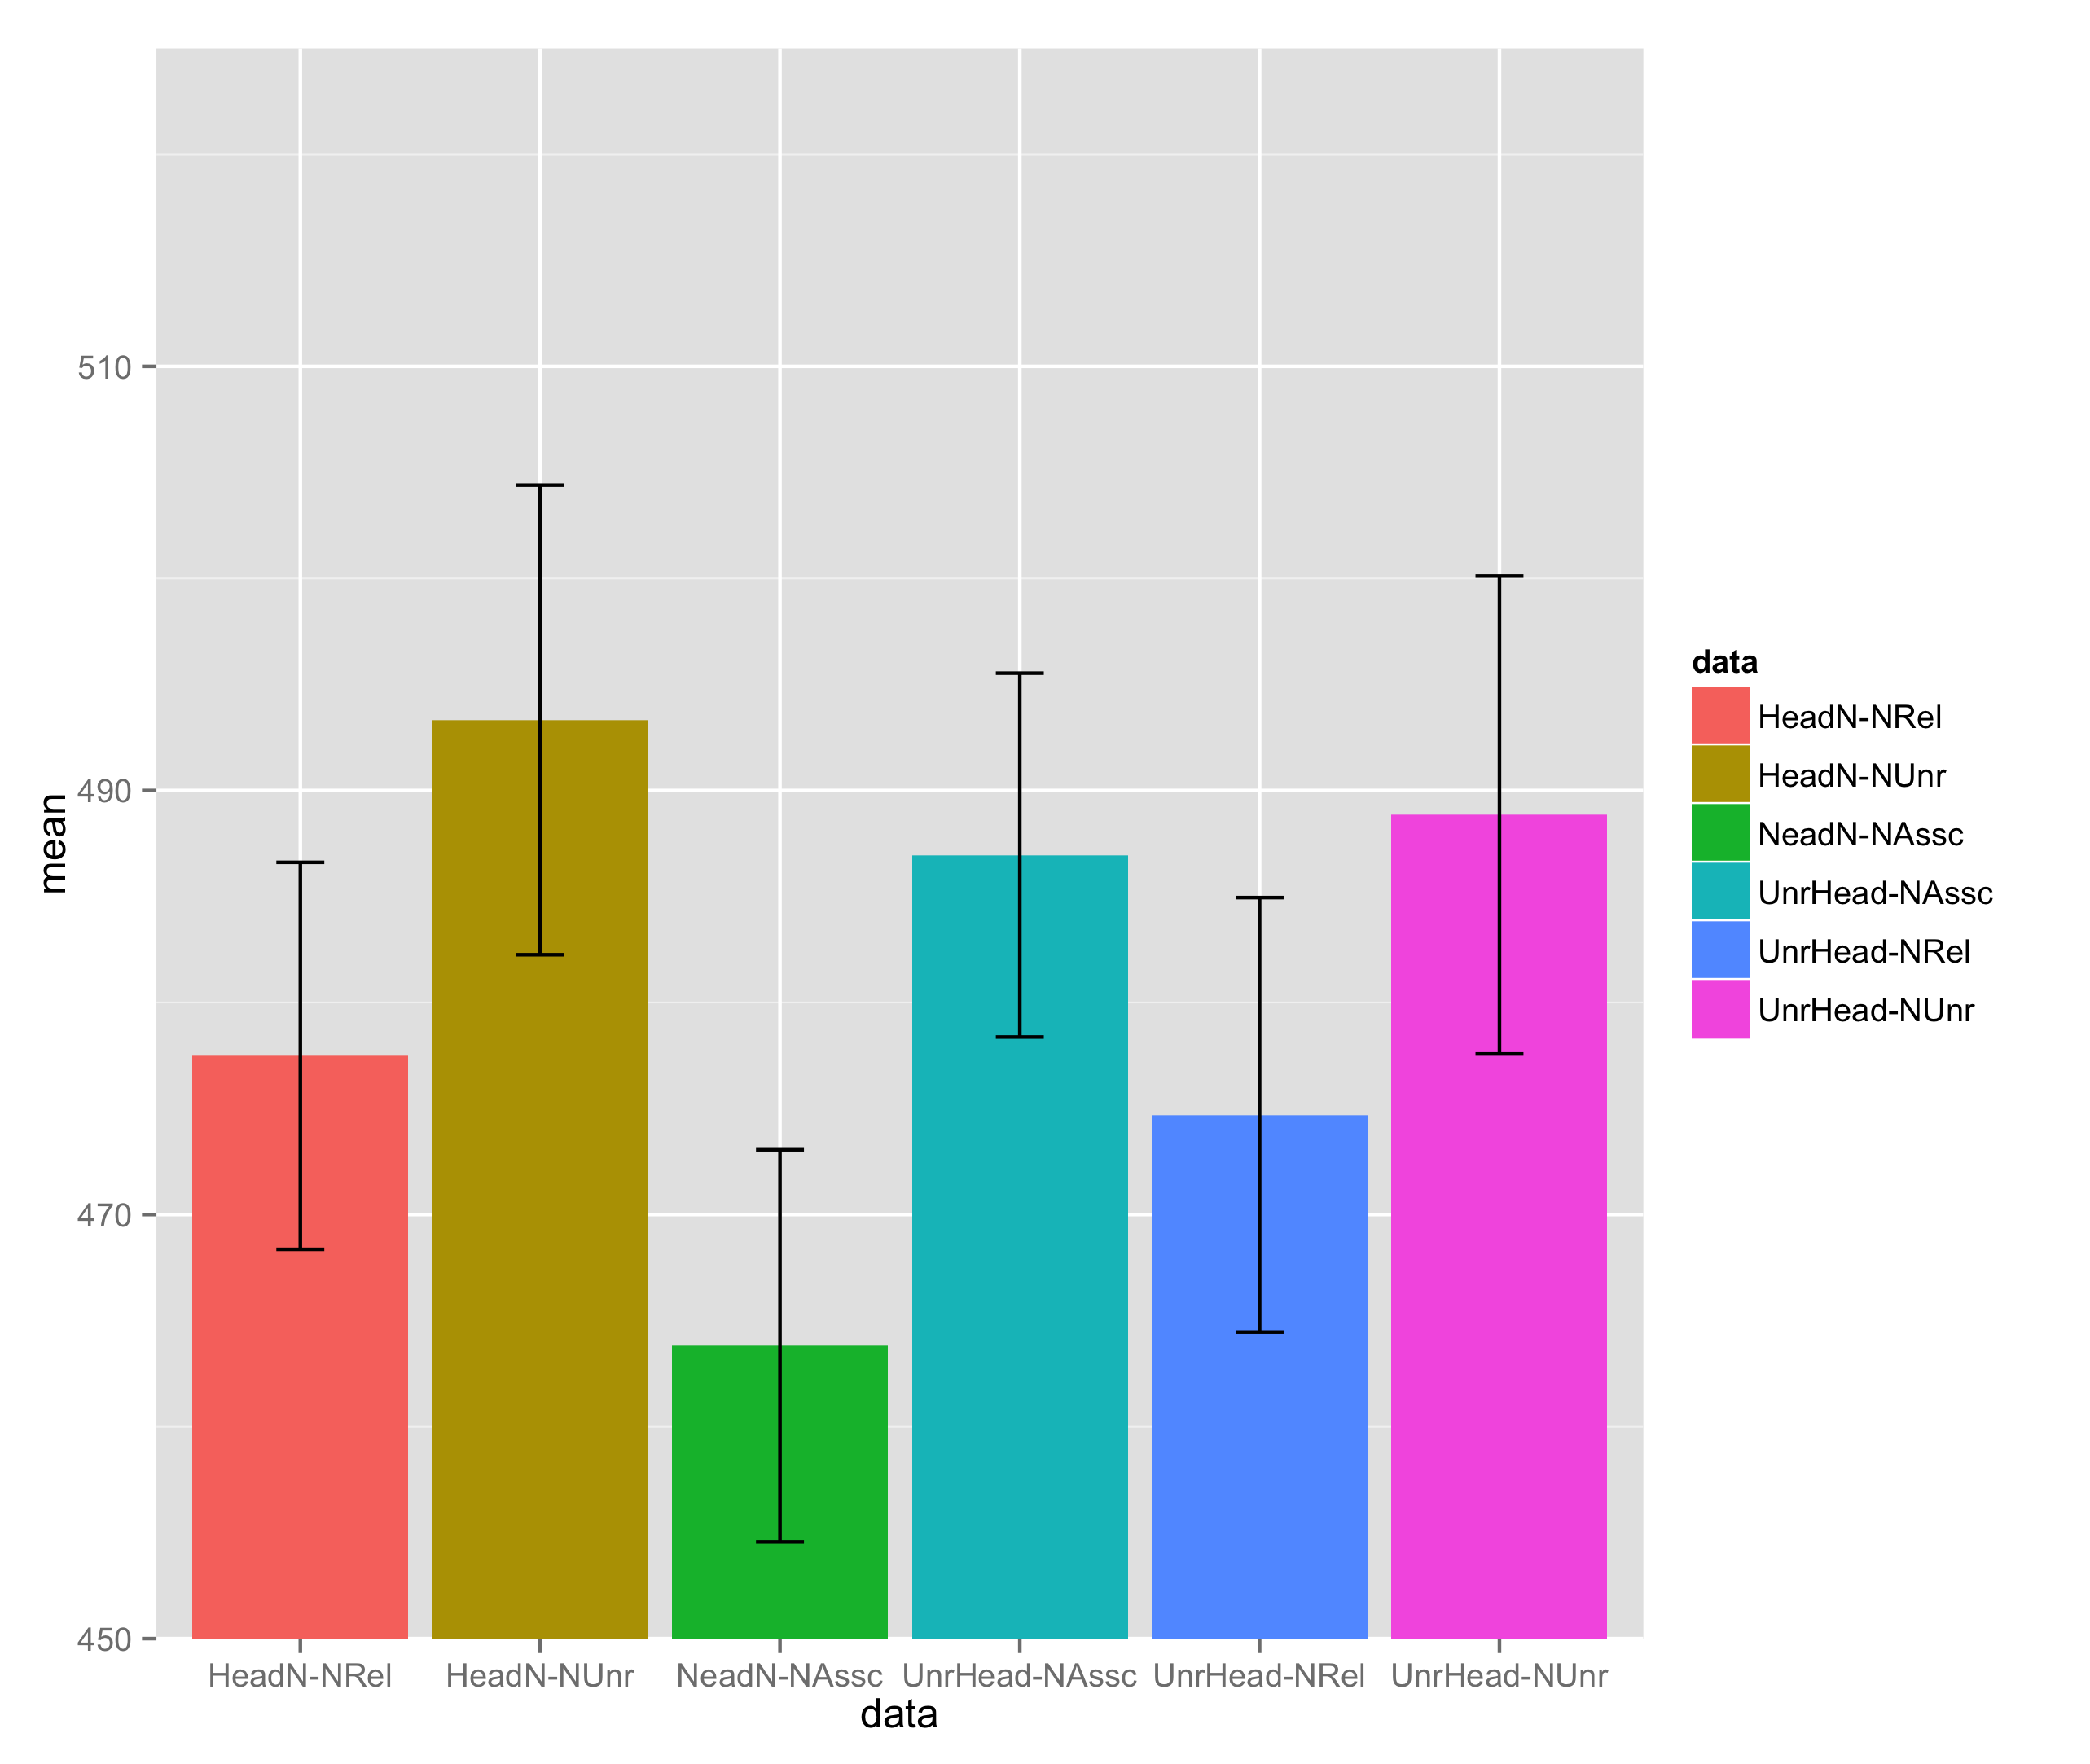 510
490
470
450
mean
HeadN-NRel
HeadN-NUnr
NeadN-NAssc
UnrHead-NAssc
UnrHead-NRel
UnrHead-NUnr
data
data
HeadN-NRel
HeadN-NUnr
NeadN-NAssc
UnrHead-NAssc
UnrHead-NRel
UnrHead-NUnr